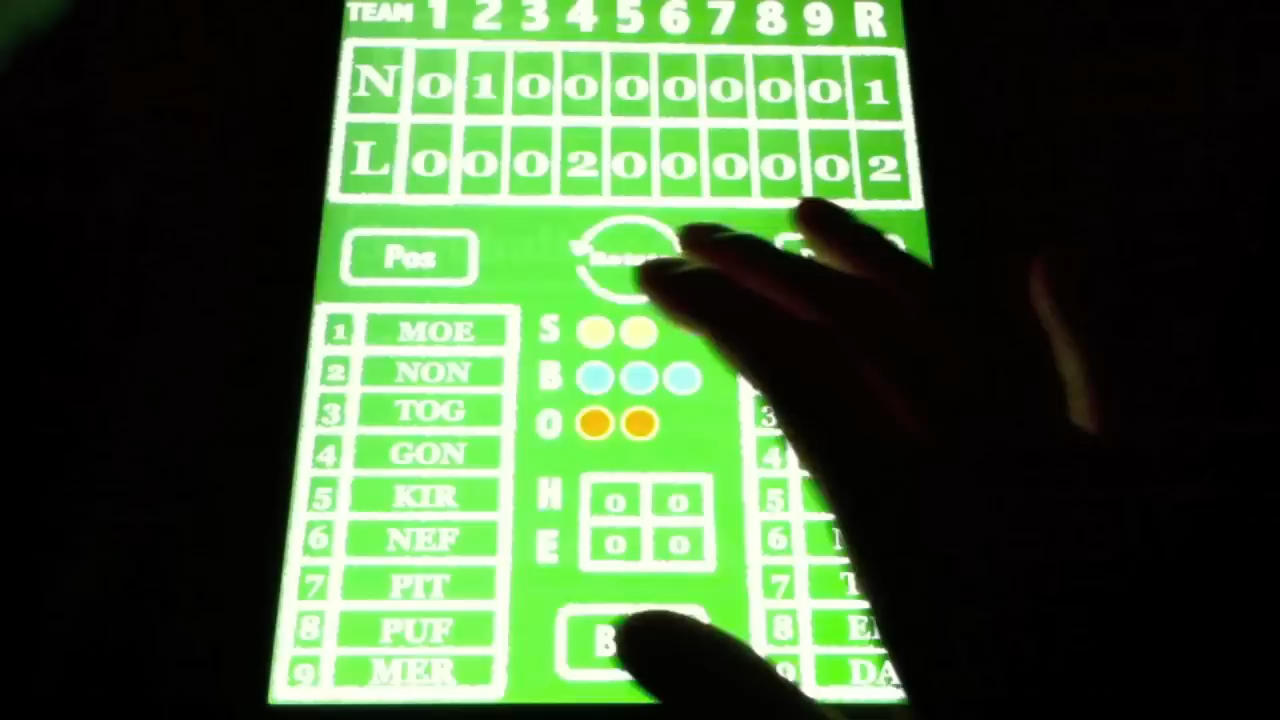 TEAM 1 2 3 4 5 6 7 8 9 R
N 0 1 0 0 0 0 0 0 0 1
L 0 0 0 2 0 0 0 0 0 2
Pos
1 MOE
2 NON
3 TOG
4 GON
5 KIR
6 NEF
7 PIT
8 PUF
9 MER
S
B
O
H 0 0
E 0 0
3
4
5
6
7
8
DA